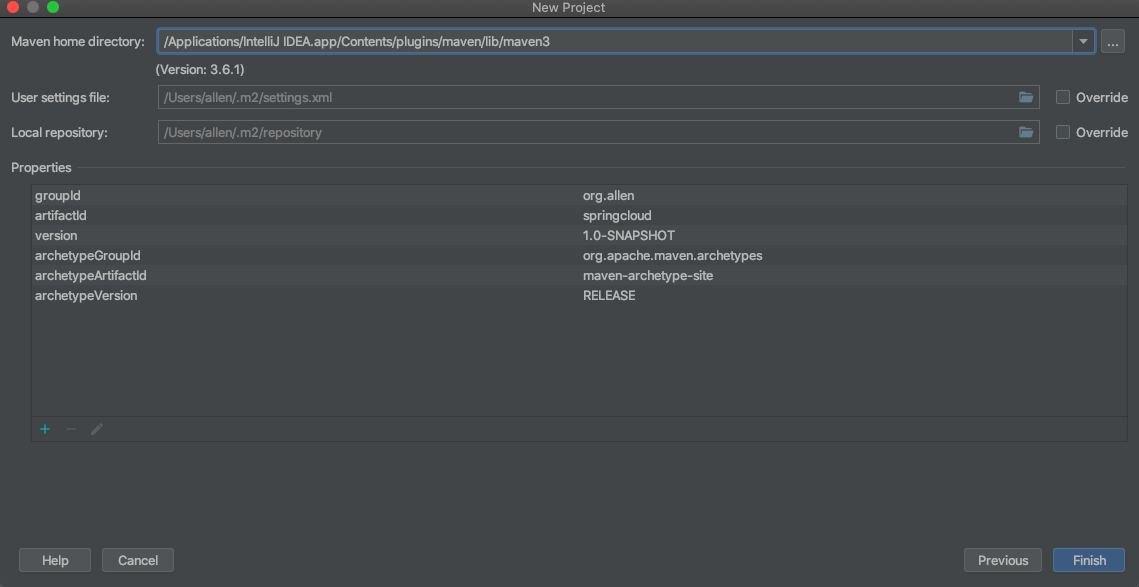 New Project
Maven home directory: /Applications/IntelliJ IDEA.app/Contents/plugins/maven/lib/maven3 ...
(Version: 3.6.1)
User settings file: /Users/allen/.m2/settings.xml Override
Local repository: /Users/allen/.m2/repository Override
Properties
groupId org.allen
artifactId springcloud
version 1.0-SNAPSHOT
archetypeGroupId org.apache.maven.archetypes
archetypeArtifactId maven-archetype-site
archetypeVersion RELEASE
Help Cancel Previous Finish